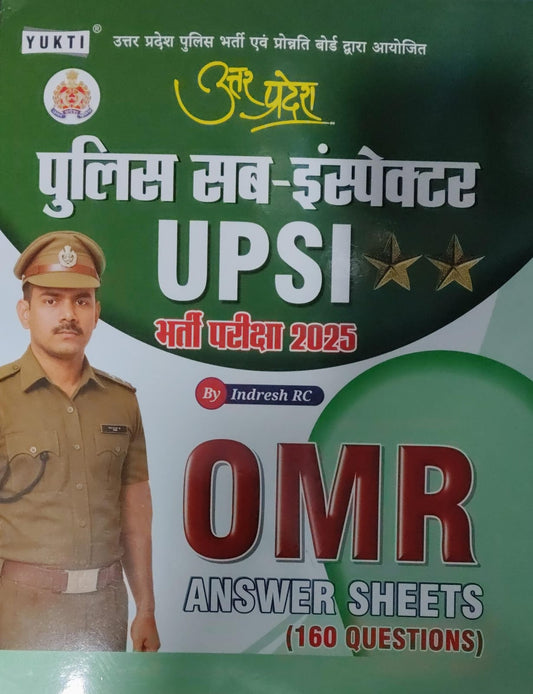 YUKTI®
उत्तर प्रदेश पुलिस भर्ती एवं प्रोन्नति बोर्ड द्वारा आयोजित
उत्तर प्रदेश
पुलिस सब-इंस्पेक्टर
UPSI
भर्ती परीक्षा 2025
By Indresh RC
OMR
ANSWER SHEETS
(160 QUESTIONS)